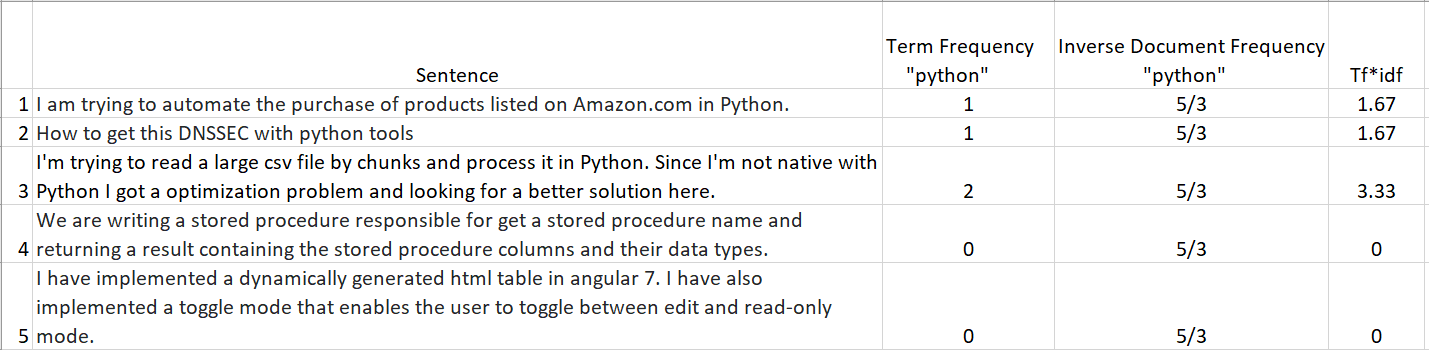 Sentence Term Frequency "python" Inverse Document Frequency "python" Tf*idf
1 I am trying to automate the purchase of products listed on Amazon.com in Python. 1 5/3 1.67
2 How to get this DNSSEC with python tools 1 5/3 1.67
I'm trying to read a large csv file by chunks and process it in Python. Since I'm not native with
3 Python I got a optimization problem and looking for a better solution here. 2 5/3 3.33
We are writing a stored procedure responsible for get a stored procedure name and
4 returning a result containing the stored procedure columns and their data types. 0 5/3 0
I have implemented a dynamically generated html table in angular 7. I have also
implemented a toggle mode that enables the user to toggle between edit and read-only
5 mode. 0 5/3 0